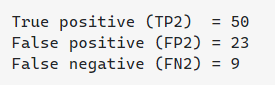 True positive (TP2)  = 50
False positive (FP2) = 23
False negative (FN2) = 9